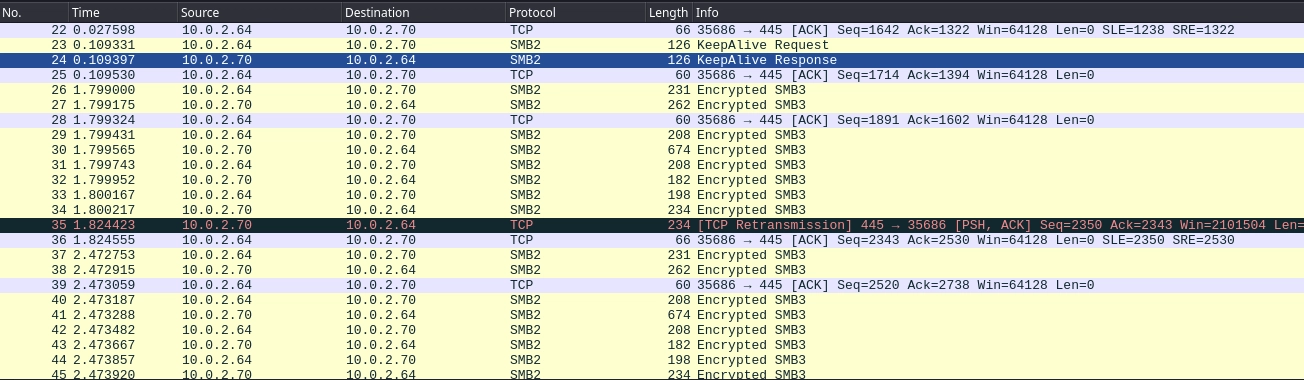 No. Time Source Destination Protocol Length Info
22 0.027598 10.0.2.64 10.0.2.70 TCP 66 35686 → 445 [ACK] Seq=1642 Ack=1322 Win=64128 Len=0 SLE=1238 SRE=1322
23 0.109331 10.0.2.64 10.0.2.70 SMB2 126 KeepAlive Request
24 0.109397 10.0.2.70 10.0.2.64 SMB2 126 KeepAlive Response
25 0.109530 10.0.2.64 10.0.2.70 TCP 60 35686 → 445 [ACK] Seq=1714 Ack=1394 Win=64128 Len=0
26 1.799000 10.0.2.64 10.0.2.70 SMB2 231 Encrypted SMB3
27 1.799175 10.0.2.70 10.0.2.64 SMB2 262 Encrypted SMB3
28 1.799324 10.0.2.64 10.0.2.70 TCP 60 35686 → 445 [ACK] Seq=1891 Ack=1602 Win=64128 Len=0
29 1.799431 10.0.2.64 10.0.2.70 SMB2 208 Encrypted SMB3
30 1.799565 10.0.2.70 10.0.2.64 SMB2 674 Encrypted SMB3
31 1.799743 10.0.2.64 10.0.2.70 SMB2 208 Encrypted SMB3
32 1.799952 10.0.2.70 10.0.2.64 SMB2 182 Encrypted SMB3
33 1.800167 10.0.2.64 10.0.2.70 SMB2 198 Encrypted SMB3
34 1.800217 10.0.2.70 10.0.2.64 SMB2 234 Encrypted SMB3
35 1.824423 10.0.2.70 10.0.2.64 TCP 234 [TCP Retransmission] 445 → 35686 [PSH, ACK] Seq=2350 Ack=2343 Win=2101504 Len=
36 1.824555 10.0.2.64 10.0.2.70 TCP 66 35686 → 445 [ACK] Seq=2343 Ack=2530 Win=64128 Len=0 SLE=2350 SRE=2530
37 2.472753 10.0.2.64 10.0.2.70 SMB2 231 Encrypted SMB3
38 2.472915 10.0.2.70 10.0.2.64 SMB2 262 Encrypted SMB3
39 2.473059 10.0.2.64 10.0.2.70 TCP 60 35686 → 445 [ACK] Seq=2520 Ack=2738 Win=64128 Len=0
40 2.473187 10.0.2.64 10.0.2.70 SMB2 208 Encrypted SMB3
41 2.473288 10.0.2.70 10.0.2.64 SMB2 674 Encrypted SMB3
42 2.473482 10.0.2.64 10.0.2.70 SMB2 208 Encrypted SMB3
43 2.473667 10.0.2.70 10.0.2.64 SMB2 182 Encrypted SMB3
44 2.473857 10.0.2.64 10.0.2.70 SMB2 198 Encrypted SMB3
45 2.473920 10.0.2.70 10.0.2.64 SMB2 234 Encrypted SMB3